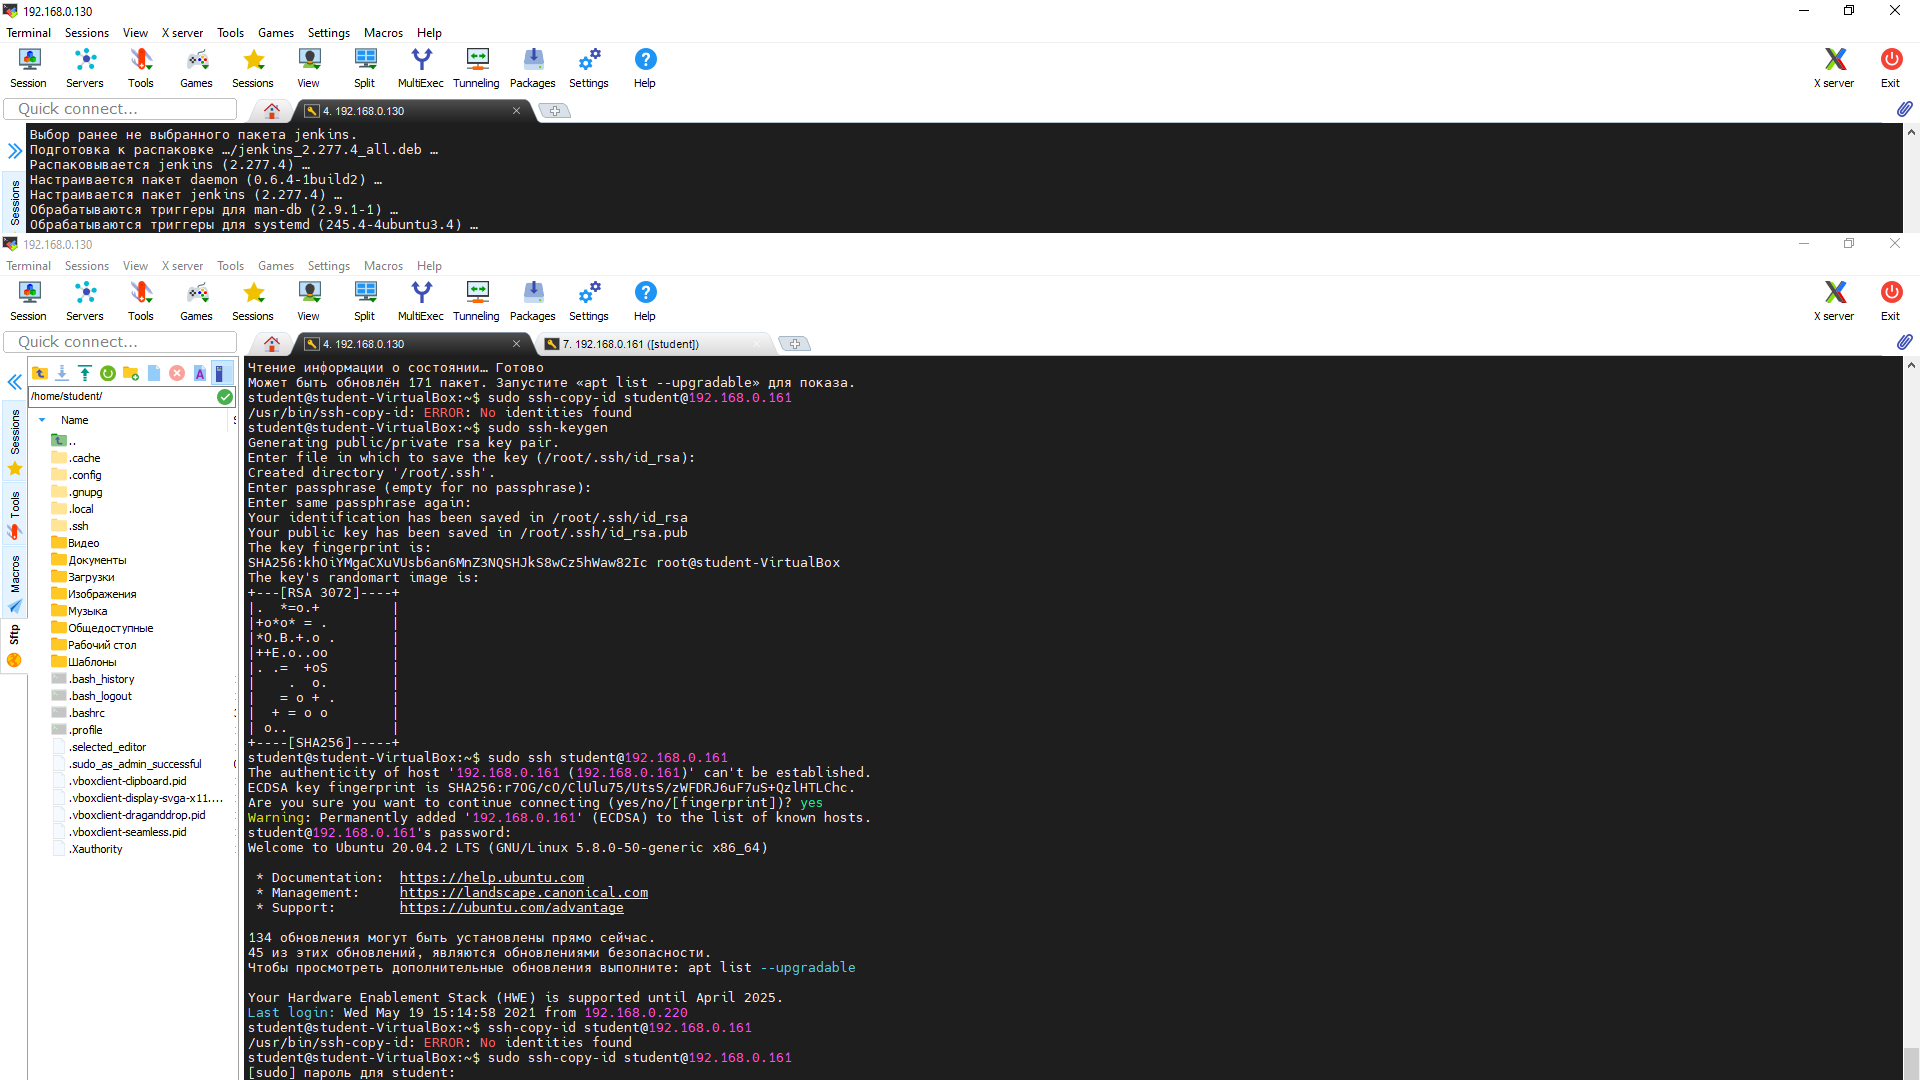 192.168.0.130
Terminal Sessions View X server Tools Games Settings Macros Help
Session Servers Tools Games Sessions View Split MultiExec Tunneling Packages Settings Help X server Exit
Quick connect... 4. 192.168.0.130
Выбор ранее не выбранного пакета jenkins.
Подготовка к распаковке …/jenkins_2.277.4_all.deb …
Распаковывается jenkins (2.277.4) …
Настраивается пакет daemon (0.6.4-1build2) …
Настраивается пакет jenkins (2.277.4) …
Обрабатываются триггеры для man-db (2.9.1-1) …
Обрабатываются триггеры для systemd (245.4-4ubuntu3.4) …
Sessions
192.168.0.130
Terminal Sessions View X server Tools Games Settings Macros Help
Session Servers Tools Games Sessions View Split MultiExec Tunneling Packages Settings Help X server Exit
Quick connect... 4. 192.168.0.130 7. 192.168.0.161 ([student])
Sessions
Tools
Macros
Sftp
/home/student/
Name
..
.cache
.config
.gnupg
.local
.ssh
Видео
Документы
Загрузки
Изображения
Музыка
Общедоступные
Рабочий стол
Шаблоны
.bash_history
.bash_logout
.bashrc
.profile
.selected_editor
.sudo_as_admin_successful
.vboxclient-clipboard.pid
.vboxclient-display-svga-x11....
.vboxclient-draganddrop.pid
.vboxclient-seamless.pid
.Xauthority
Чтение информации о состоянии… Готово
Может быть обновлён 171 пакет. Запустите «apt list --upgradable» для показа.
student@student-VirtualBox:~$ sudo ssh-copy-id student@192.168.0.161
/usr/bin/ssh-copy-id: ERROR: No identities found
student@student-VirtualBox:~$ sudo ssh-keygen
Generating public/private rsa key pair.
Enter file in which to save the key (/root/.ssh/id_rsa):
Created directory '/root/.ssh'.
Enter passphrase (empty for no passphrase):
Enter same passphrase again:
Your identification has been saved in /root/.ssh/id_rsa
Your public key has been saved in /root/.ssh/id_rsa.pub
The key fingerprint is:
SHA256:khOiYMgaCXuVUsb6an6MnZ3NQSHJkS8wCz5hWaw82Ic root@student-VirtualBox
The key's randomart image is:
+---[RSA 3072]----+
|.  *=o.+         |
|+o*o* = .        |
|*O.B.+.o .       |
|++E.o..oo        |
|. .=  +oS        |
|    .  o.        |
|   = o + .       |
|  + = o o        |
| o..             |
+----[SHA256]-----+
student@student-VirtualBox:~$ sudo ssh student@192.168.0.161
The authenticity of host '192.168.0.161 (192.168.0.161)' can't be established.
ECDSA key fingerprint is SHA256:r7OG/cO/ClUlu75/UtsS/zWFDRJ6uF7uS+QzlHTLChc.
Are you sure you want to continue connecting (yes/no/[fingerprint])? yes
Warning: Permanently added '192.168.0.161' (ECDSA) to the list of known hosts.
student@192.168.0.161's password:
Welcome to Ubuntu 20.04.2 LTS (GNU/Linux 5.8.0-50-generic x86_64)
* Documentation:  https://help.ubuntu.com
* Management:     https://landscape.canonical.com
* Support:        https://ubuntu.com/advantage
134 обновления могут быть установлены прямо сейчас.
45 из этих обновлений, являются обновлениями безопасности.
Чтобы просмотреть дополнительные обновления выполните: apt list --upgradable
Your Hardware Enablement Stack (HWE) is supported until April 2025.
Last login: Wed May 19 15:14:58 2021 from 192.168.0.220
student@student-VirtualBox:~$ ssh-copy-id student@192.168.0.161
/usr/bin/ssh-copy-id: ERROR: No identities found
student@student-VirtualBox:~$ sudo ssh-copy-id student@192.168.0.161
[sudo] пароль для student: